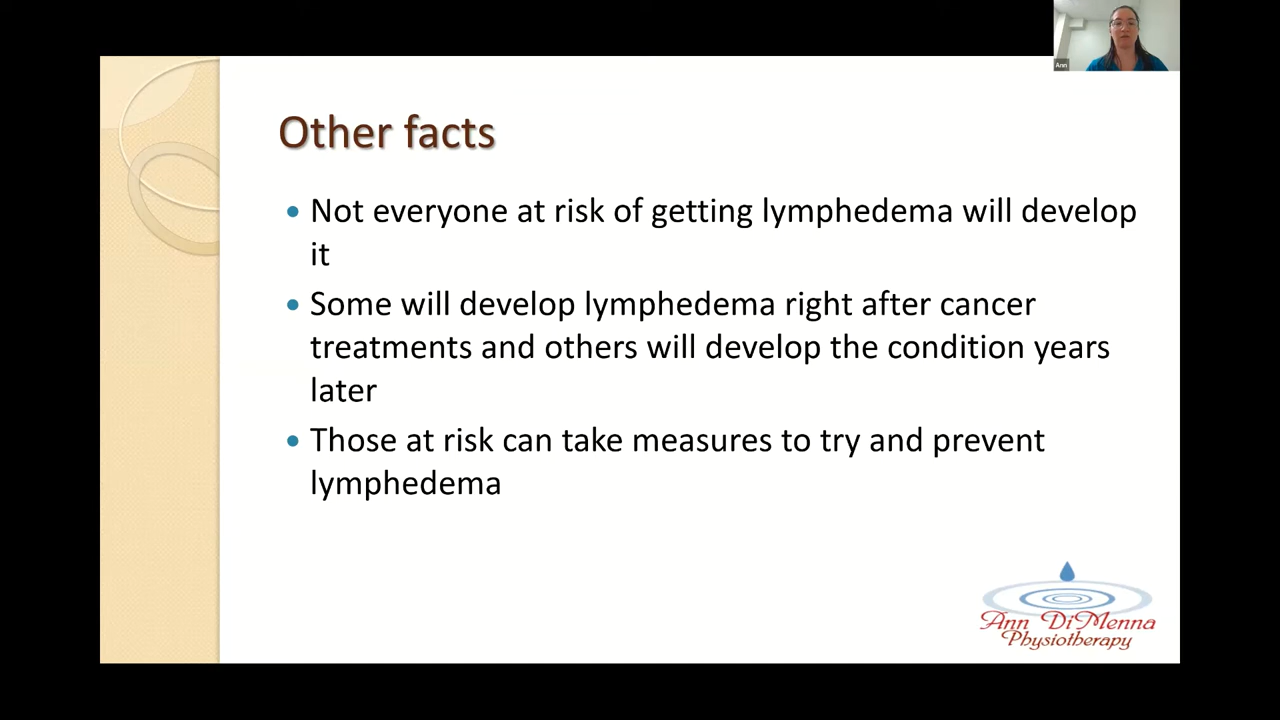 Ann
Other facts
• Not everyone at risk of getting lymphedema will develop
it
• Some will develop lymphedema right after cancer
treatments and others will develop the condition years
later
• Those at risk can take measures to try and prevent
lymphedema
Ann DiMenna
Physiotherapy